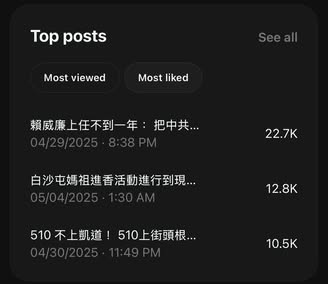 Top posts
See all
Most viewed
Most liked
賴威廉上任不到一年： 把中共...
22.7K
04/29/2025 · 8:38 PM
白沙屯媽祖進香活動進行到現...
12.8K
05/04/2025 · 1:30 AM
510 不上凱道！ 510上街頭根...
10.5K
04/30/2025 · 11:49 PM